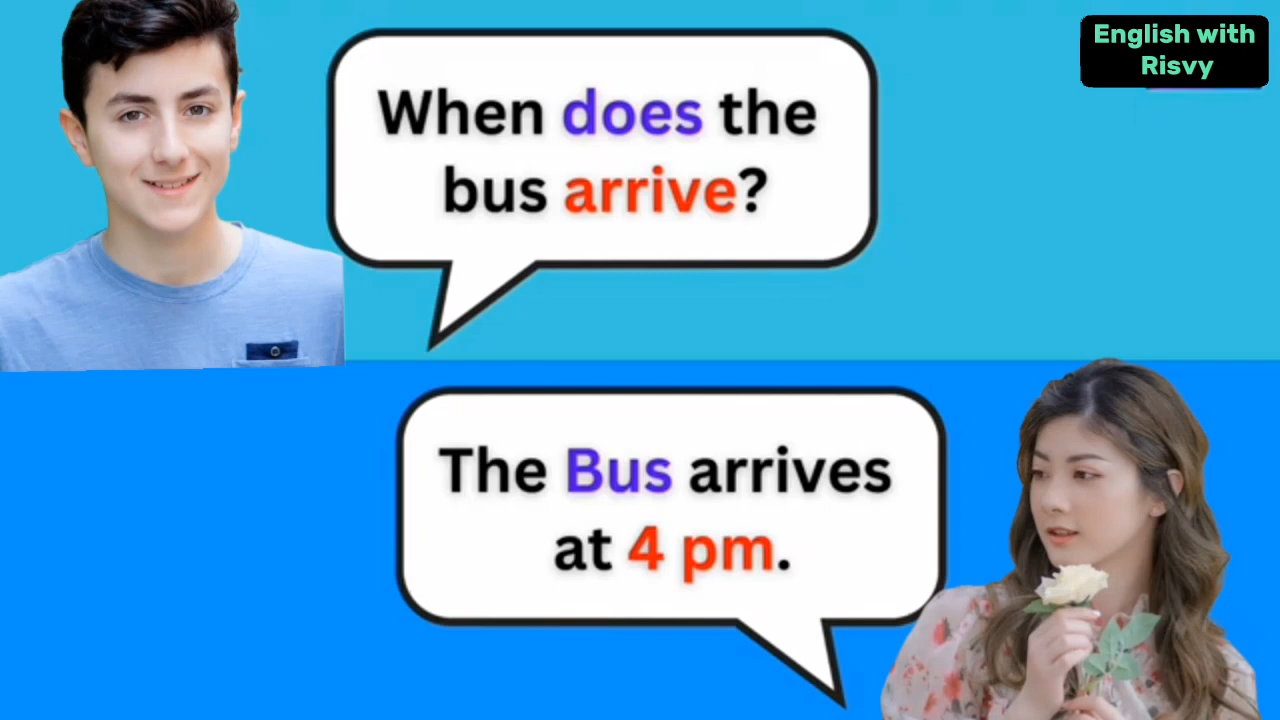 English with
Risvy
When does the
bus arrive?
The Bus arrives
at 4 pm.